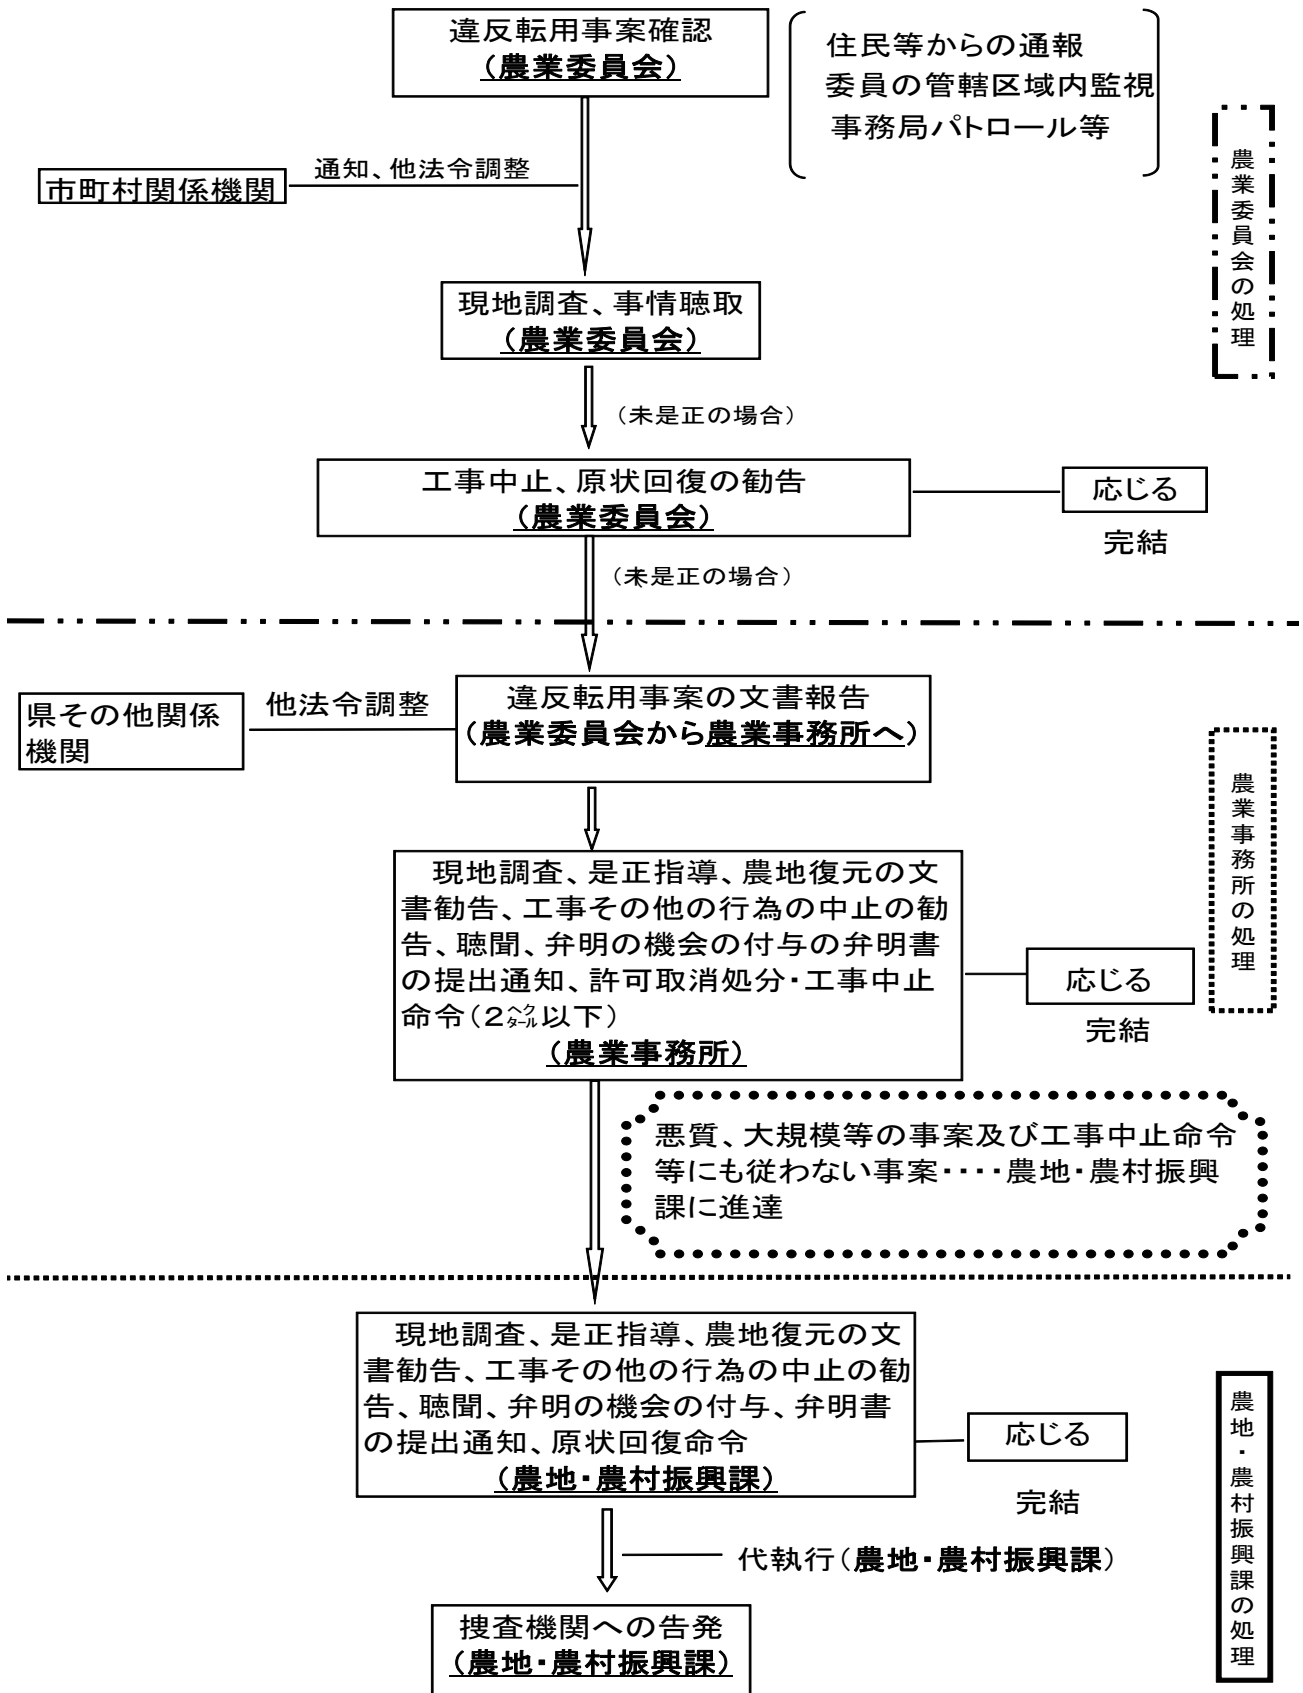 違反転用事案確認
（農業委員会）
住民等からの通報
委員の管轄区域内監視
事務局パトロール等
通知、他法令調整
市町村関係機関
農業委員会の処理
現地調査、事情聴取
（農業委員会）
（未是正の場合）
工事中止、原状回復の勧告
（農業委員会）
応じる
完結
（未是正の場合）
違反転用事案の文書報告
（農業委員会から農業事務所へ）
他法令調整
県その他関係
機関
農業事務所の処理
現地調査、是正指導、農地復元の文
書勧告、工事その他の行為の中止の勧
告、聴聞、弁明の機会の付与の弁明書
の提出通知、許可取消処分・工事中止
命令（２㌶以下）
（農業事務所）
応じる
完結
悪質、大規模等の事案及び工事中止命令
等にも従わない事案・・・・農地・農村振興
課に進達
現地調査、是正指導、農地復元の文
書勧告、工事その他の行為の中止の勧
告、聴聞、弁明の機会の付与、弁明書
の提出通知、原状回復命令
（農地・農村振興課）
応じる
完結
農地・農村振興課の処理
代執行（農地・農村振興課）
捜査機関への告発
（農地・農村振興課）